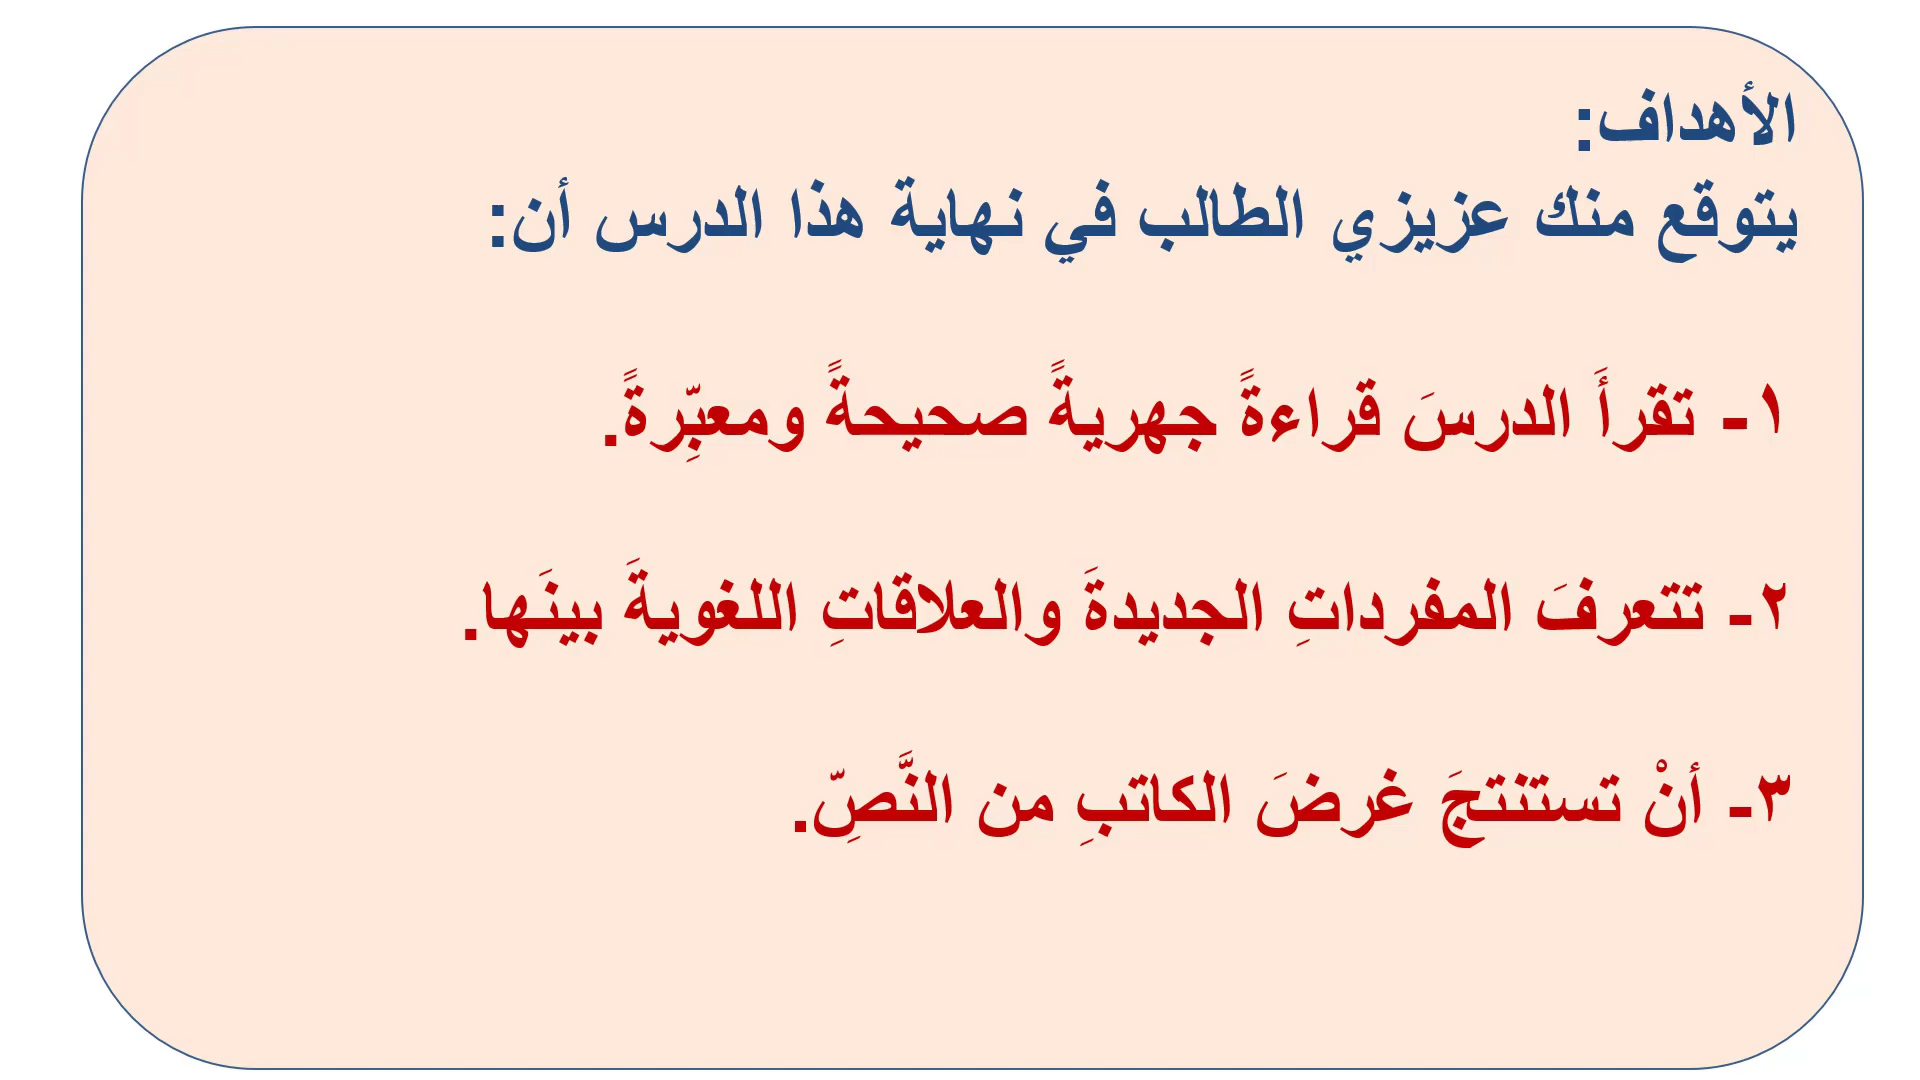 الأهداف:
يتوقع منك عزيزي الطالب في نهاية هذا الدرس أن:
١- تقرأَ الدرسَ قراءةً جهريةً صحيحةً ومعبِّرةً.
٢- تتعرفَ المفرداتِ الجديدةَ والعلاقاتِ اللغويةَ بينَها.
٣- أنْ تستنتجَ غرضَ الكاتبِ من النَّصِّ.